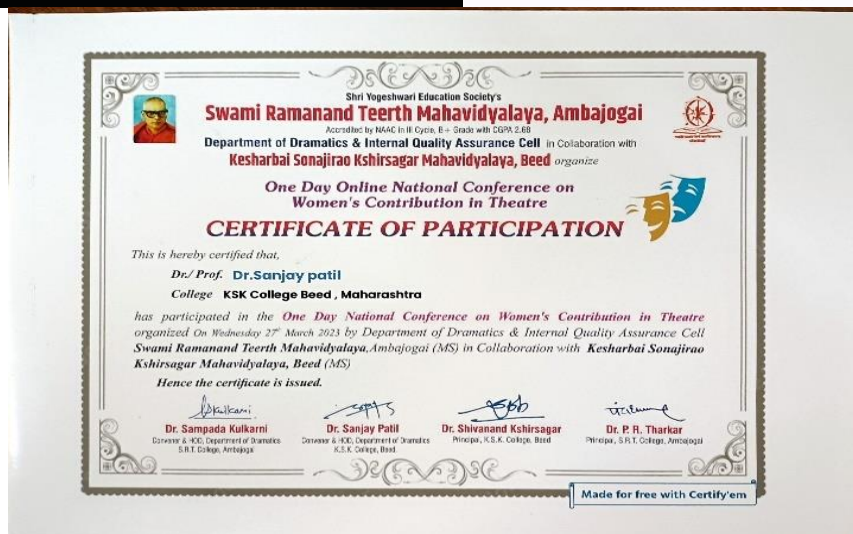 Shri Yogeshwari Education Society's
Swami Ramanand Teerth Mahavidyalaya, Ambajogai
Accredited by NAAC in III Cycle, B+ Grade with CGPA 2.68
Department of Dramatics & Internal Quality Assurance Cell in Collaboration with
Kesharbai Sonajirao Kshirsagar Mahavidyalaya, Beed organize
One Day Online National Conference on
Women's Contribution in Theatre
CERTIFICATE OF PARTICIPATION
This is hereby certified that,
Dr./ Prof. Dr.Sanjay patil
College KSK College Beed , Maharashtra
has participated in the One Day National Conference on Women's Contribution in Theatre
organized On Wednesday 27th March 2023 by Department of Dramatics & Internal Quality Assurance Cell
Swami Ramanand Teerth Mahavidyalaya,Ambajogai (MS) in Collaboration with Kesharbai Sonajirao
Kshirsagar Mahavidyalaya, Beed (MS)
Hence the certificate is issued.
Dr. Sampada Kulkarni
Convener & HOD, Department of Dramatics
S.R.T. College, Ambajogai
Dr. Sanjay Patil
Convener & HOD, Department of Dramatics
K.S.K. College, Beed.
Dr. Shivanand Kshirsagar
Principal, K.S.K. College, Beed
Dr. P. R. Tharkar
Principal, S.R.T. College, Ambajogai
Made for free with Certify'em